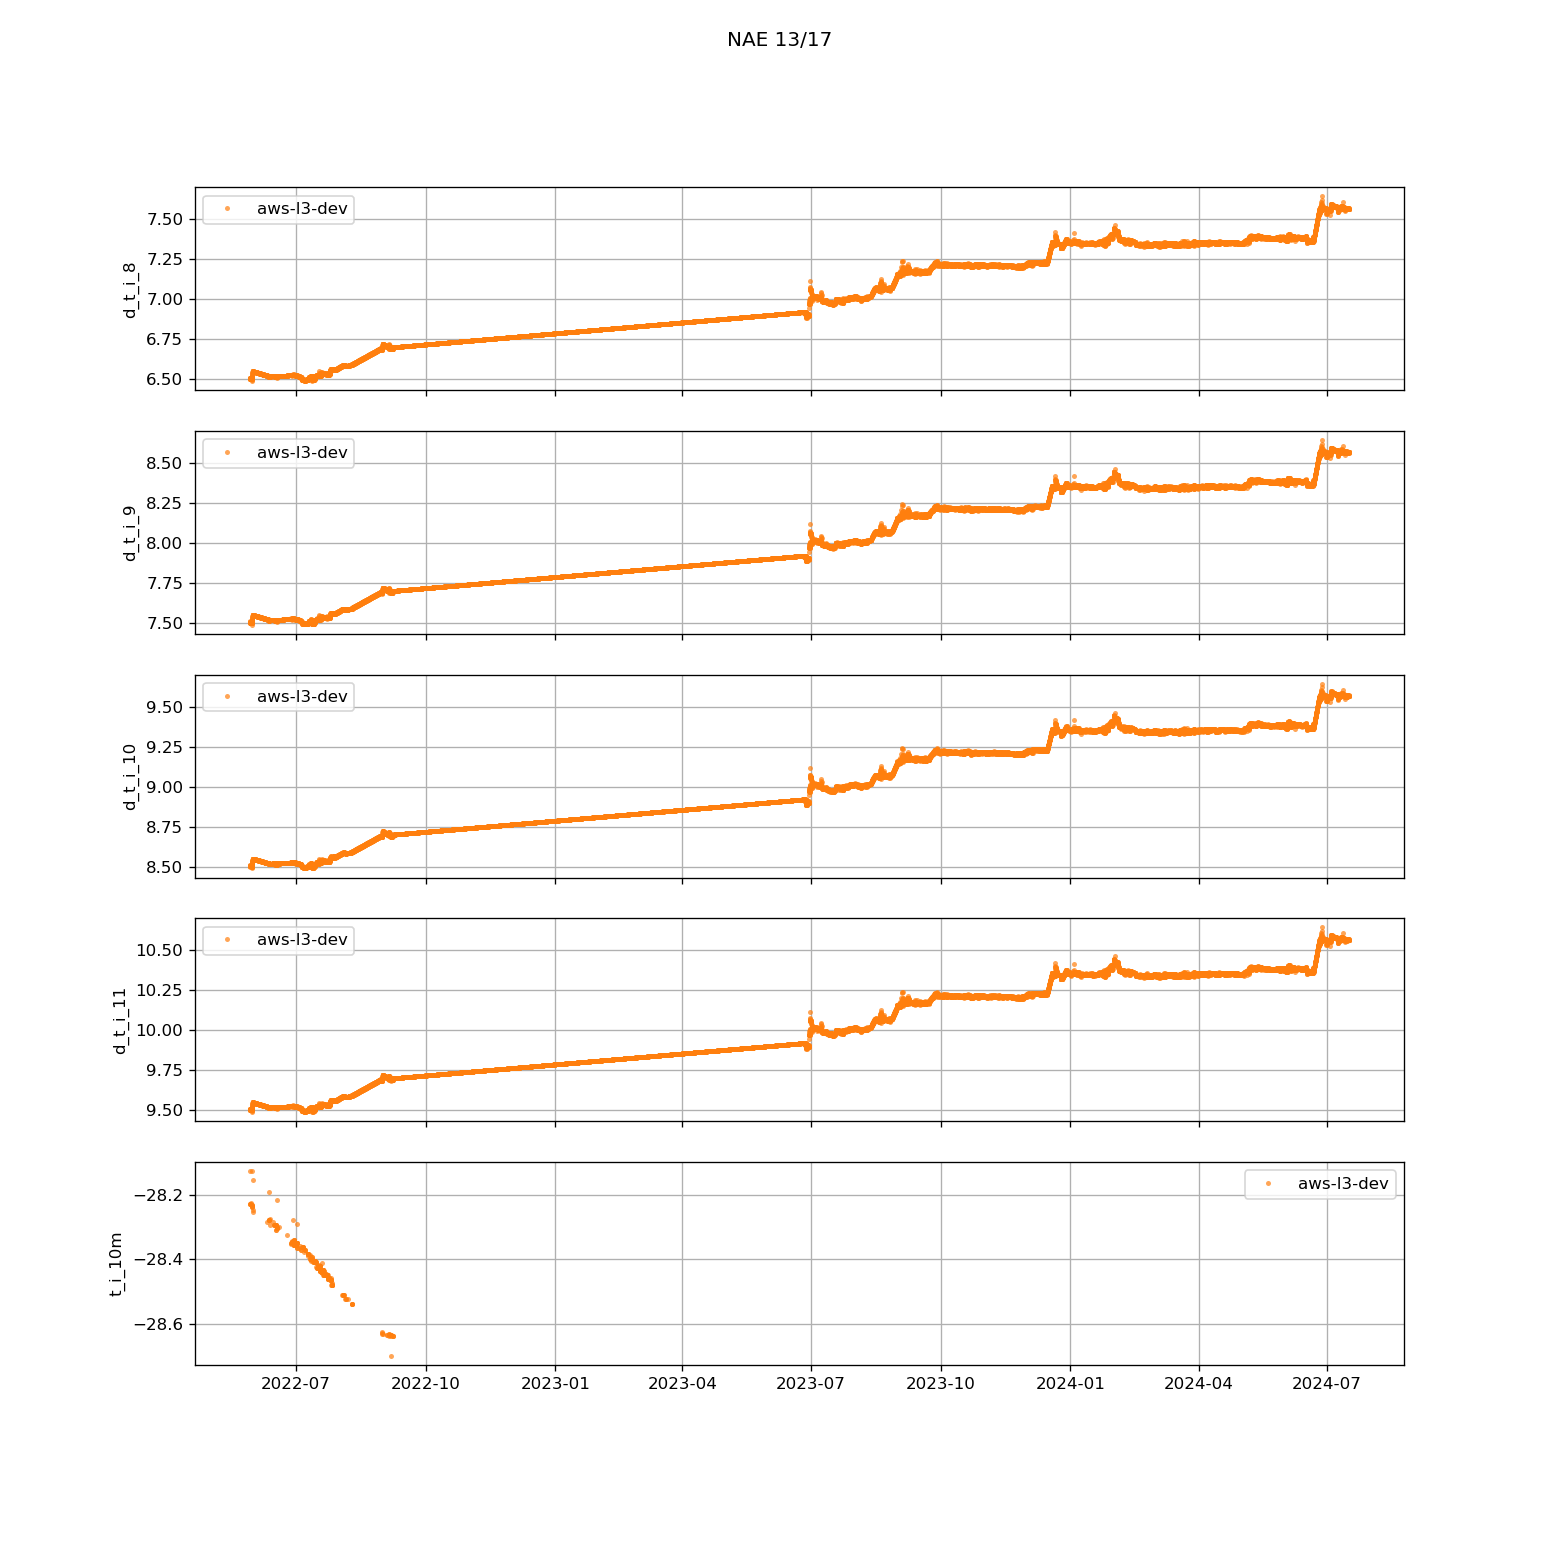 NAE 13/17
aws-l3-dev
7.50
7.25
7.00
6.75
6.50
d_t_i_8
aws-l3-dev
8.50
8.25
8.00
7.75
7.50
d_t_i_9
aws-l3-dev
9.50
9.25
9.00
8.75
8.50
d_t_i_10
aws-l3-dev
10.50
10.25
10.00
9.75
9.50
d_t_i_11
aws-l3-dev
−28.2
−28.4
−28.6
t_i_10m
2022-07 2022-10 2023-01 2023-04 2023-07 2023-10 2024-01 2024-04 2024-07